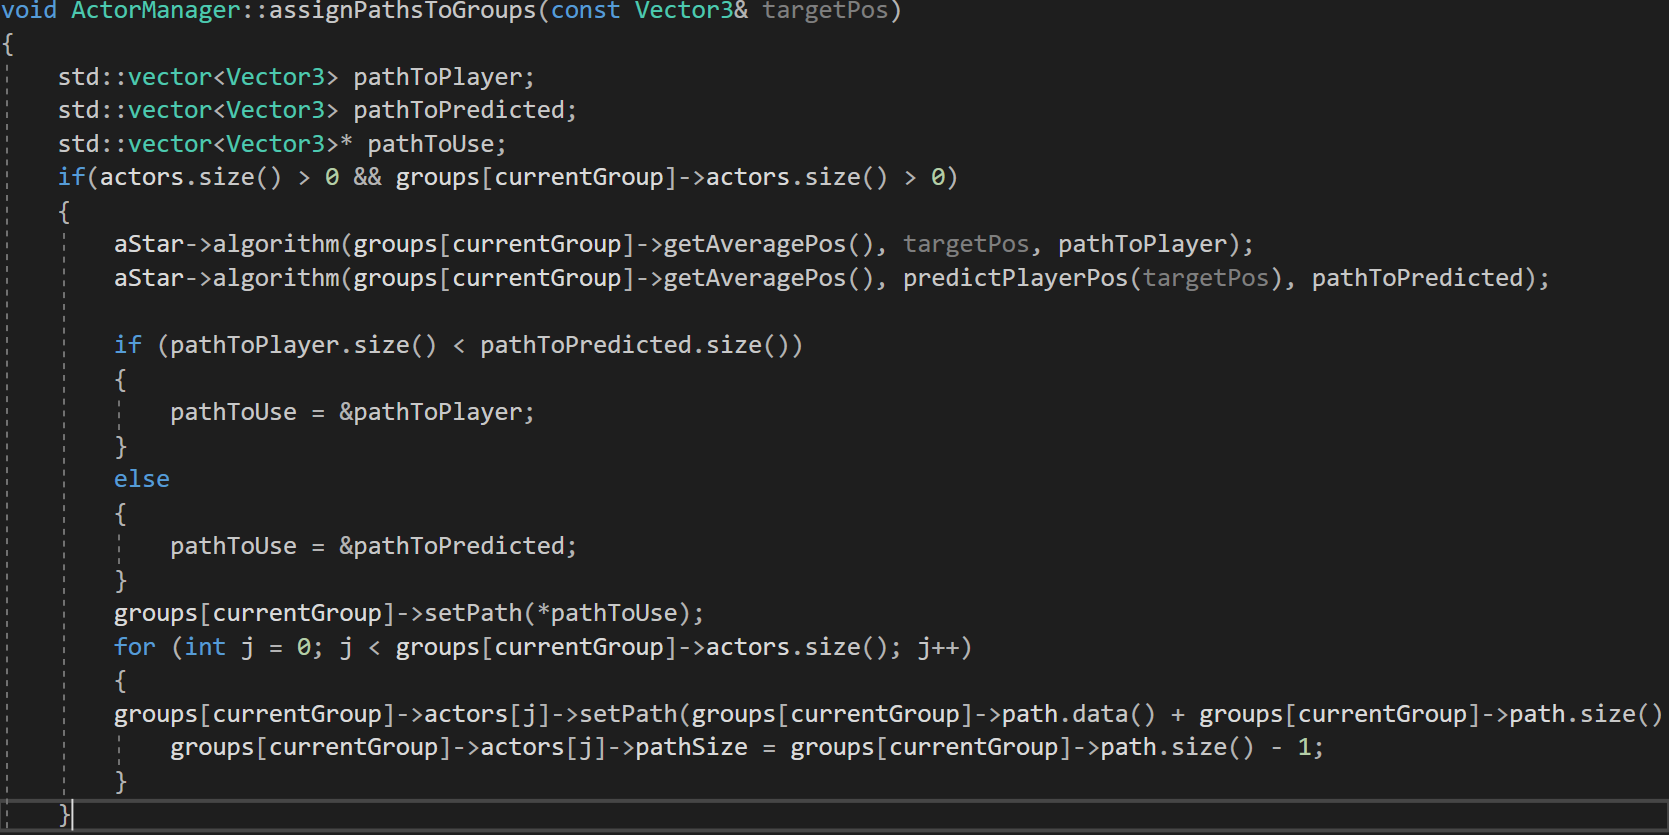 void ActorManager::assignPathsToGroups(const Vector3& targetPos)
{
    std::vector<Vector3> pathToPlayer;
    std::vector<Vector3> pathToPredicted;
    std::vector<Vector3>* pathToUse;
    if(actors.size() > 0 && groups[currentGroup]->actors.size() > 0)
    {
        aStar->algorithm(groups[currentGroup]->getAveragePos(), targetPos, pathToPlayer);
        aStar->algorithm(groups[currentGroup]->getAveragePos(), predictPlayerPos(targetPos), pathToPredicted);

        if (pathToPlayer.size() < pathToPredicted.size())
        {
            pathToUse = &pathToPlayer;
        }
        else
        {
            pathToUse = &pathToPredicted;
        }
        groups[currentGroup]->setPath(*pathToUse);
        for (int j = 0; j < groups[currentGroup]->actors.size(); j++)
        {
        groups[currentGroup]->actors[j]->setPath(groups[currentGroup]->path.data() + groups[currentGroup]->path.size()
            groups[currentGroup]->actors[j]->pathSize = groups[currentGroup]->path.size() - 1;
        }
    }